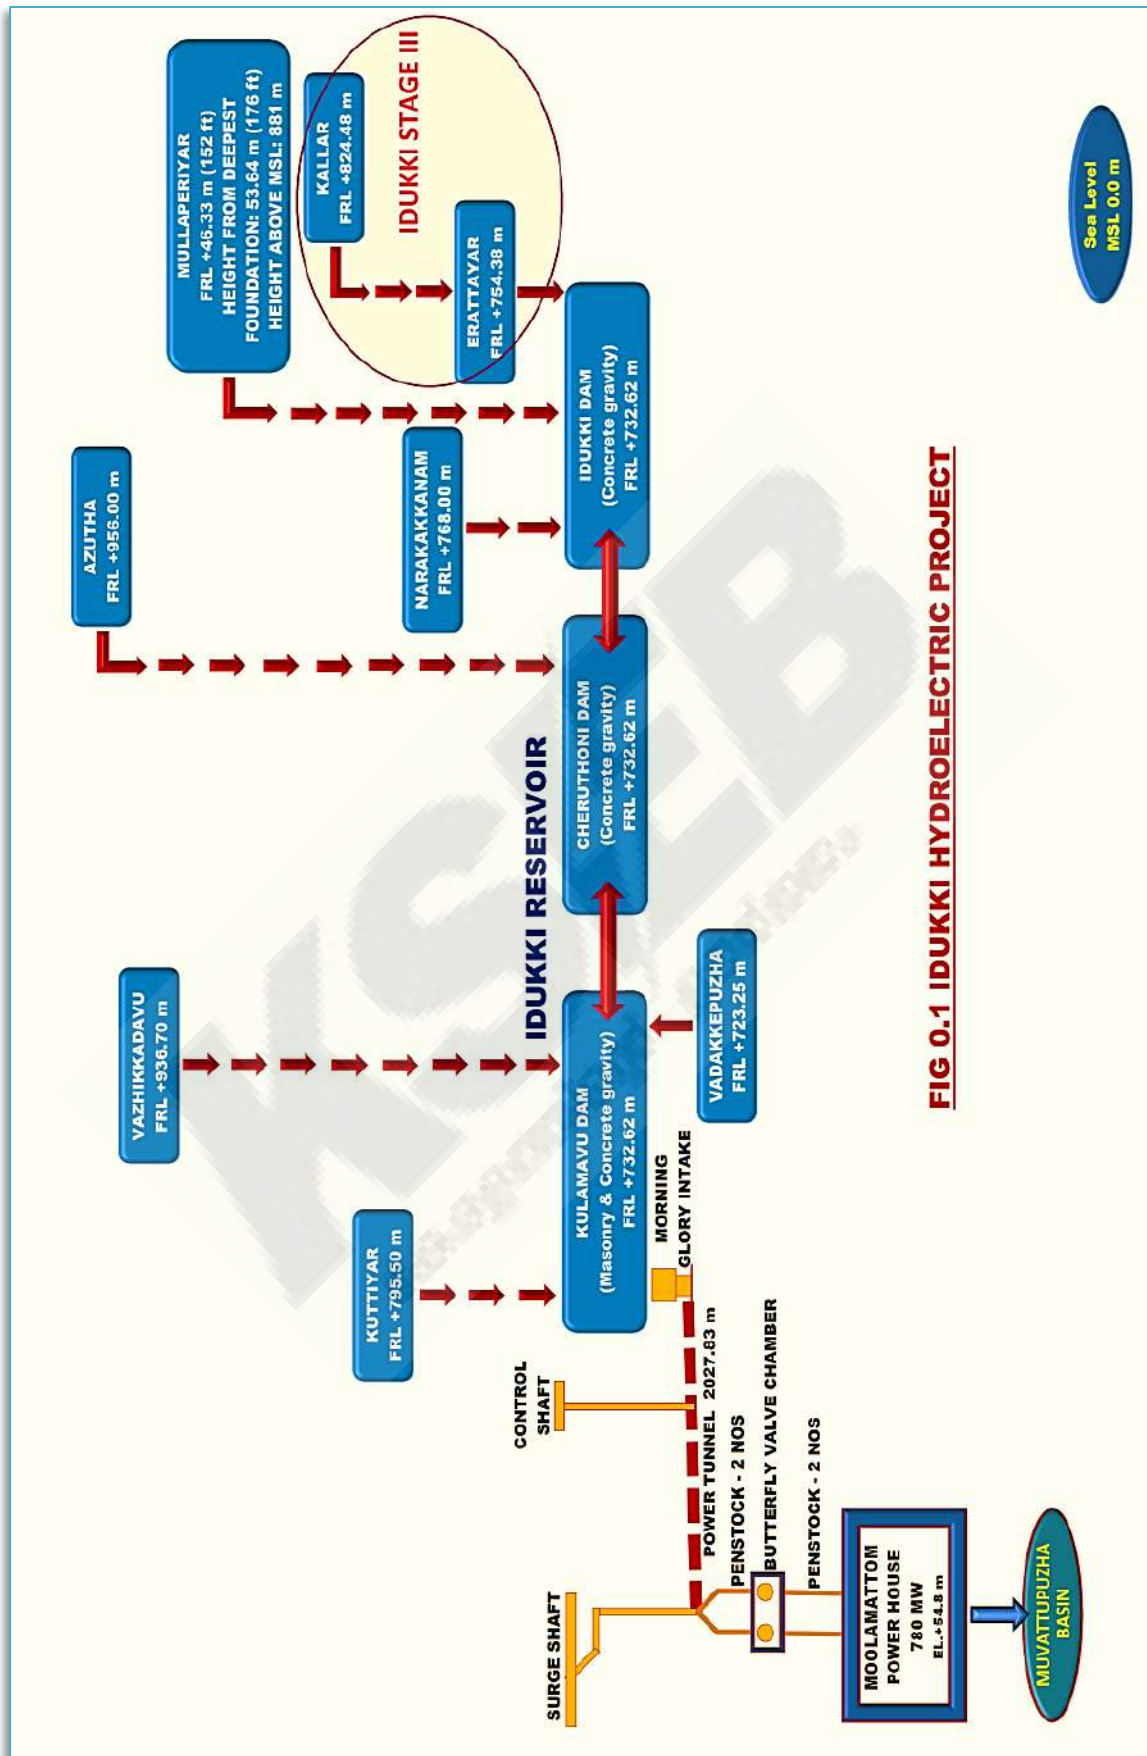 SURGE SHAFT
CONTROL
SHAFT
KUTTIYAR
FRL +795.50 m
VAZHIKKADAVU
FRL +936.70 m
AZUTHA
FRL +956.00 m
MULLAPERIYAR
FRL +46.33 m (152 ft)
HEIGHT FROM DEEPEST
FOUNDATION: 53.64 m (176 ft)
HEIGHT ABOVE MSL: 881 m
KALLAR
FRL +824.48 m
IDUKKI STAGE III
ERATTAYAR
FRL +754.38 m
NARAKAKKANAM
FRL +768.00 m
IDUKKI RESERVOIR
KULAMAVU DAM
(Masonry & Concrete gravity)
FRL +732.62 m
CHERUTHONI DAM
(Concrete gravity)
FRL +732.62 m
IDUKKI DAM
(Concrete gravity)
FRL +732.62 m
MORNING
GLORY INTAKE
VADAKKEPUZHA
FRL +723.25 m
POWER TUNNEL 2027.83 m
PENSTOCK - 2 NOS
BUTTERFLY VALVE CHAMBER
PENSTOCK - 2 NOS
MOOLAMATTOM
POWER HOUSE
780 MW
EL.+54.8 m
MUVATTUPUZHA
BASIN
Sea Level
MSL 0.0 m
FIG 0.1 IDUKKI HYDROELECTRIC PROJECT
KSEB